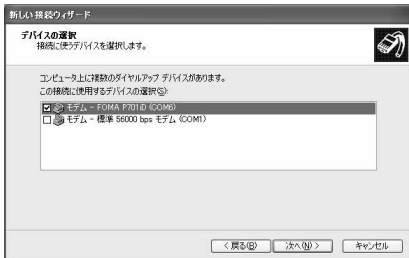 新しい接続ウィザード
デバイスの選択
接続に使うデバイスを選択します。
コンピュータ上に複数のダイヤルアップ デバイスがあります。
この接続に使用するデバイスの選択(S):
モデム - FOMA P701iD (COM6)
モデム - 標準 56000 bps モデム (COM1)
< 戻る(B)
次へ(N) >
キャンセル